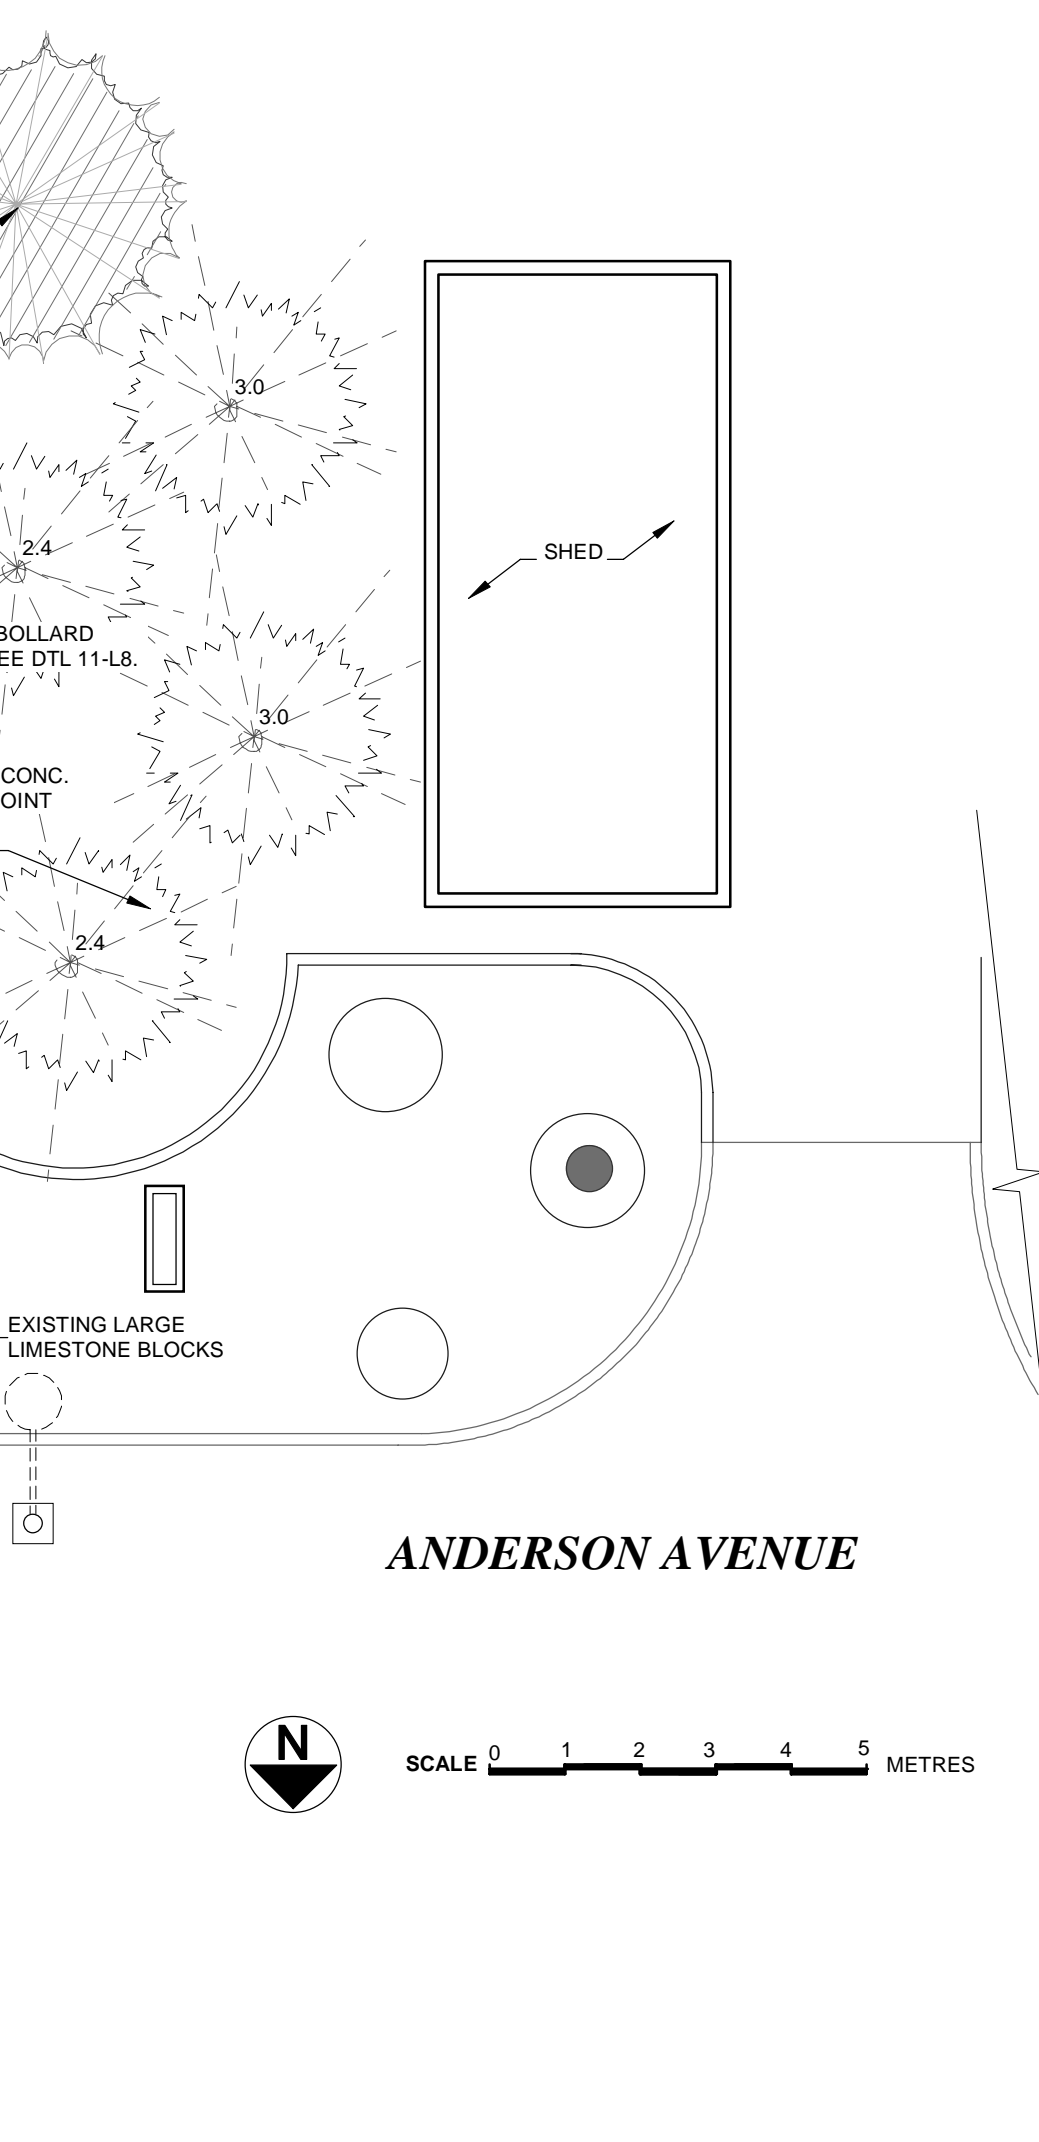 3.0
2.4
SHED
BOLLARD
EE DTL 11-L8.
3.0
CONC.
OINT
2.4
EXISTING LARGE
LIMESTONE BLOCKS
ANDERSON AVENUE
N
SCALE 0 1 2 3 4 5 METRES